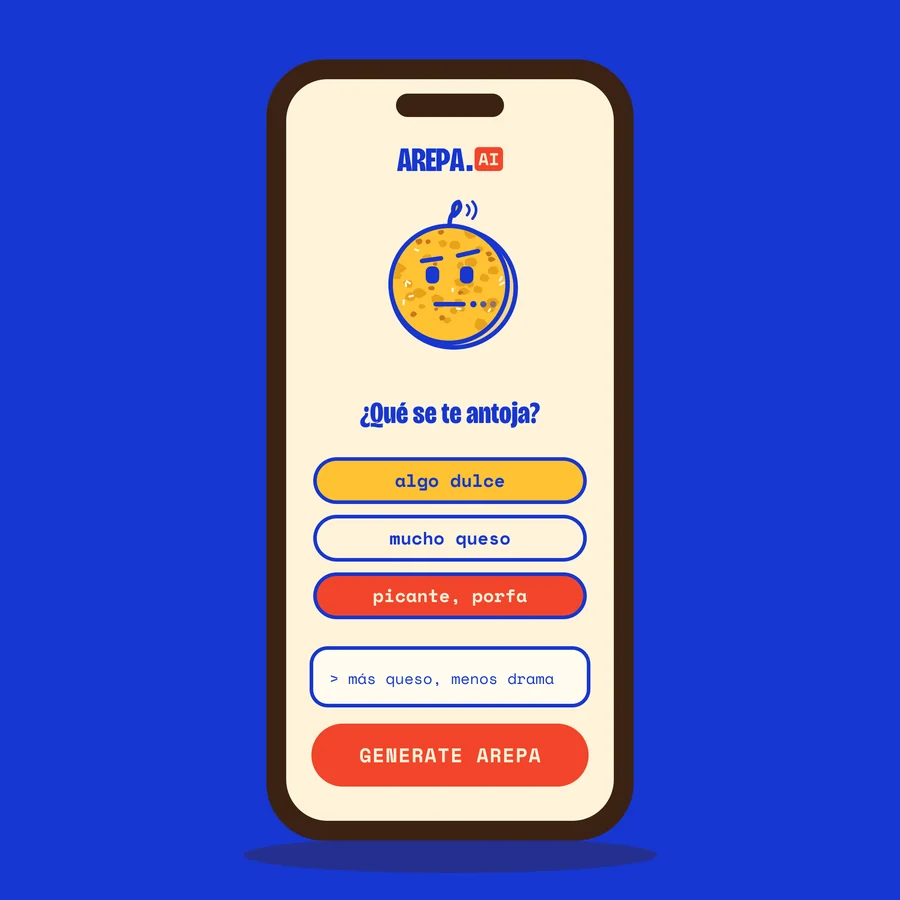 AREPA.AI
¿Qué se te antoja?
algo dulce
mucho queso
picante, porfa
> más queso, menos drama
GENERATE AREPA